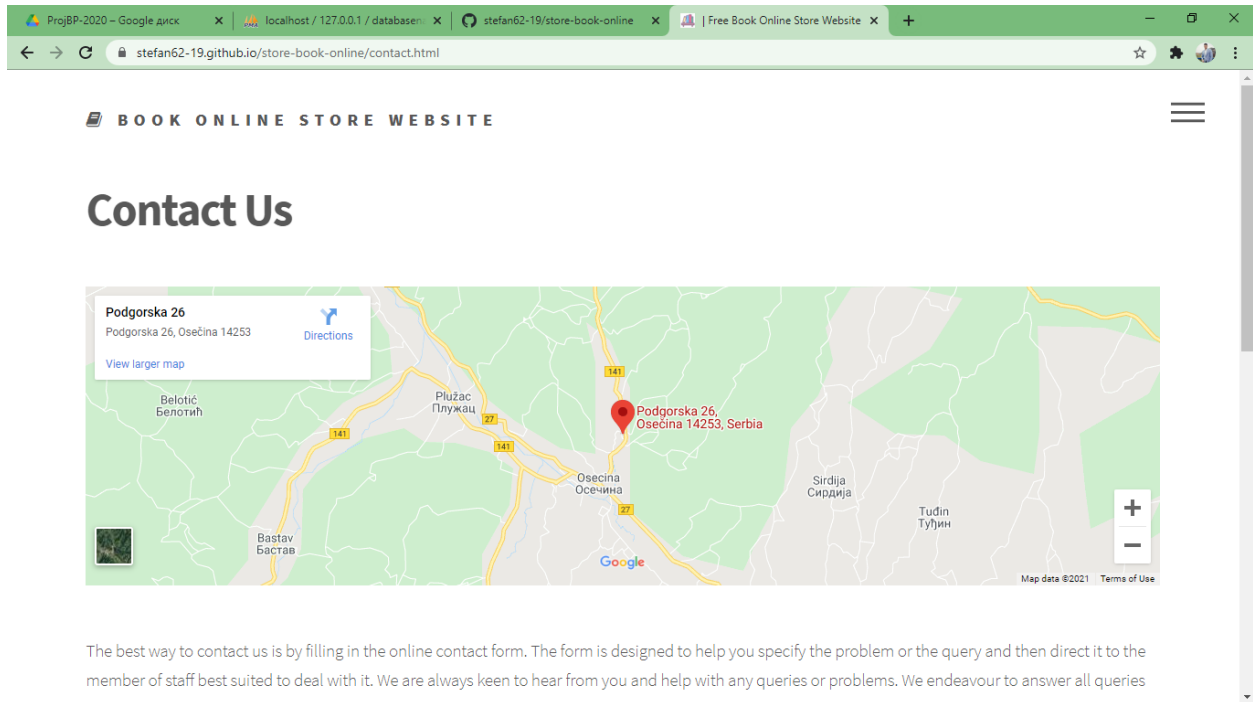 ProjBP-2020 – Google диск
localhost / 127.0.0.1 / databasen
stefan62-19/store-book-online
| Free Book Online Store Website
stefan62-19.github.io/store-book-online/contact.html
BOOK ONLINE STORE WEBSITE
Contact Us
Podgorska 26
Podgorska 26, Osečina 14253
Directions
View larger map
141
Belotić
Белотић
Plužac
Плужац
27
Podgorska 26,
Osečina 14253, Serbia
141
141
Osecina
Осечина
Sirdija
Сирдија
27
Tuđin
Туђин
Bastav
Бастав
Google
Map data ©2021
Terms of Use
The best way to contact us is by filling in the online contact form. The form is designed to help you specify the problem or the query and then direct it to the
member of staff best suited to deal with it. We are always keen to hear from you and help with any queries or problems. We endeavour to answer all queries